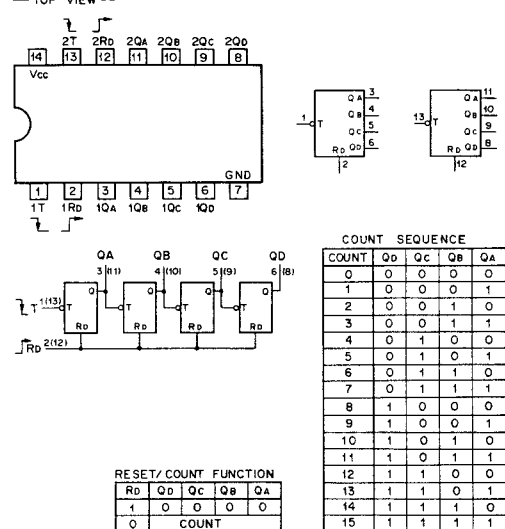 TOP VIEW
2T 2RD 2QA 2QB 2QC 2QD
14 13 12 11 10 9 8
Vcc
GND
1 2 3 4 5 6 7
1T 1RD 1QA 1QB 1QC 1QD
1 T QA 3
QB 4
QC 5
RD QD 6
2
13 T QA 11
QB 10
QC 9
RD QD 8
12
QA QB QC QD
3 (11) 4 (10) 5 (9) 6 (8)
T 1(13) T Q T Q T Q T Q
RD RD RD RD
RD 2(12)
COUNT SEQUENCE
COUNT QD QC QB QA
0 0 0 0 0
1 0 0 0 1
2 0 0 1 0
3 0 0 1 1
4 0 1 0 0
5 0 1 0 1
6 0 1 1 0
7 0 1 1 1
8 1 0 0 0
9 1 0 0 1
10 1 0 1 0
11 1 0 1 1
12 1 1 0 0
13 1 1 0 1
14 1 1 1 0
15 1 1 1 1
RESET/COUNT FUNCTION
RD QD QC QB QA
1 0 0 0 0
0 COUNT